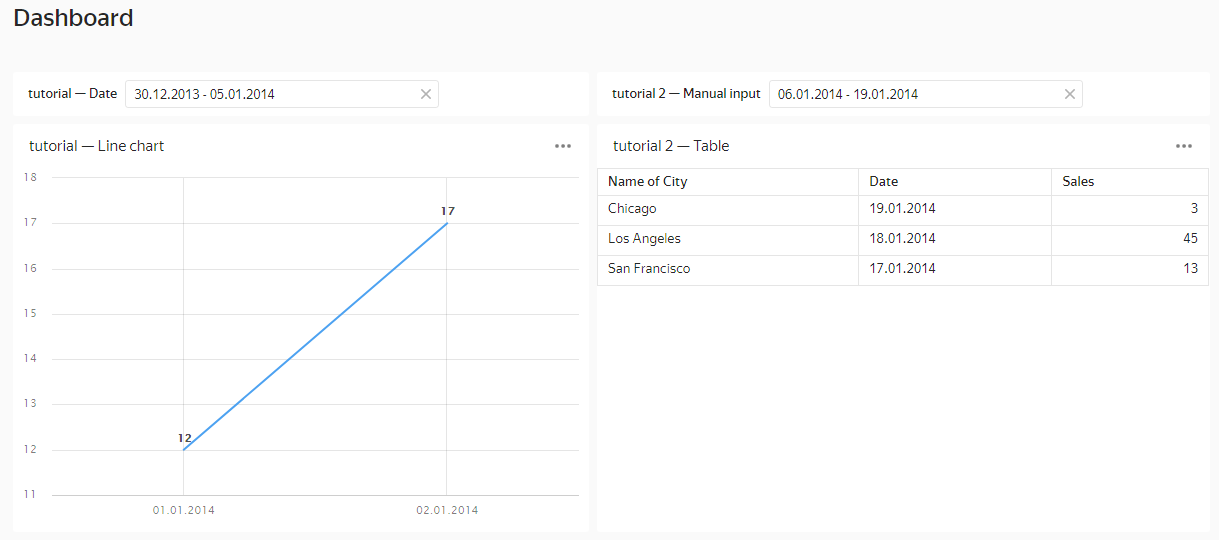 Dashboard
tutorial — Date 30.12.2013 - 05.01.2014
tutorial 2 — Manual input 06.01.2014 - 19.01.2014
tutorial — Line chart
18
17
16
15
14
13
12
11
12
17
01.01.2014 02.01.2014
tutorial 2 — Table
Name of City Date Sales
Chicago 19.01.2014 3
Los Angeles 18.01.2014 45
San Francisco 17.01.2014 13